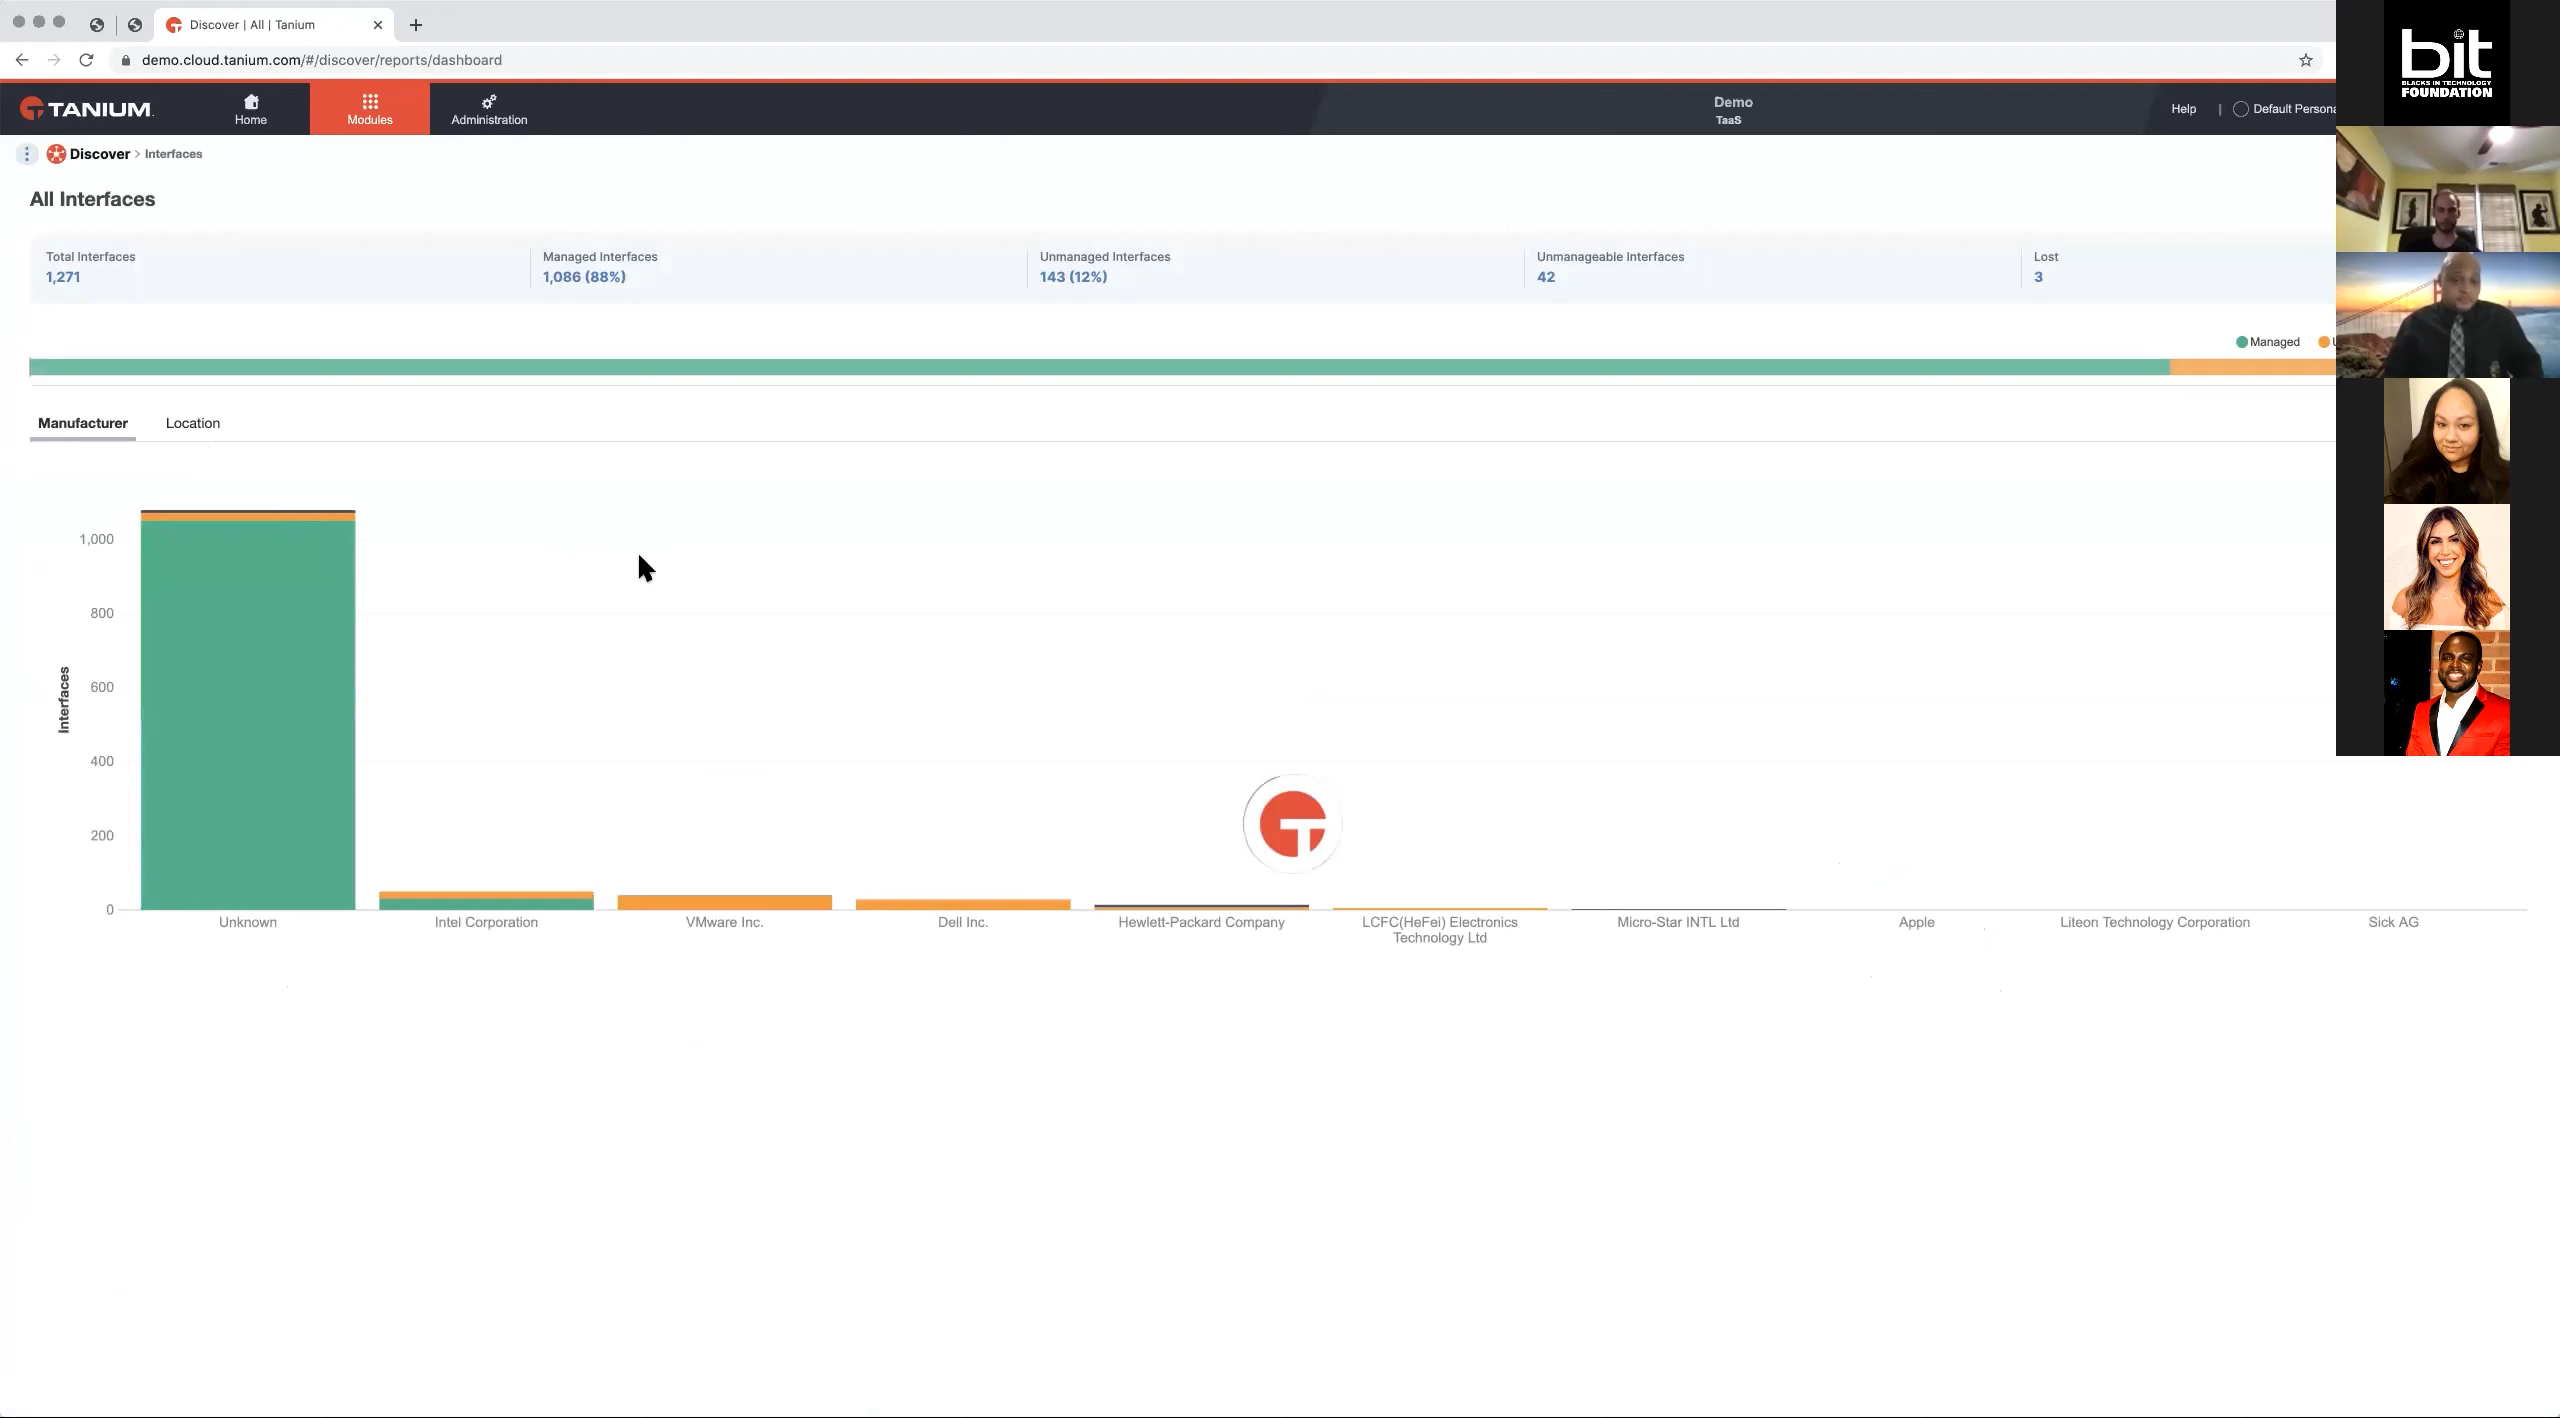 Discover | All | Tanium
demo.cloud.tanium.com/#/discover/reports/dashboard
bit
BLACKS IN TECHNOLOGY
FOUNDATION
TANIUM
Home
Modules
Administration
Demo
TaaS
Help
Default Persona
Discover > Interfaces
All Interfaces
Total Interfaces
1,271
Managed Interfaces
1,086 (88%)
Unmanaged Interfaces
143 (12%)
Unmanageable Interfaces
42
Lost
3
Managed
Manufacturer
Location
Interfaces
1,000
800
600
400
200
0
Unknown
Intel Corporation
VMware Inc.
Dell Inc.
Hewlett-Packard Company
LCFC(HeFei) Electronics
Technology Ltd
Micro-Star INTL Ltd
Apple
Liteon Technology Corporation
Sick AG